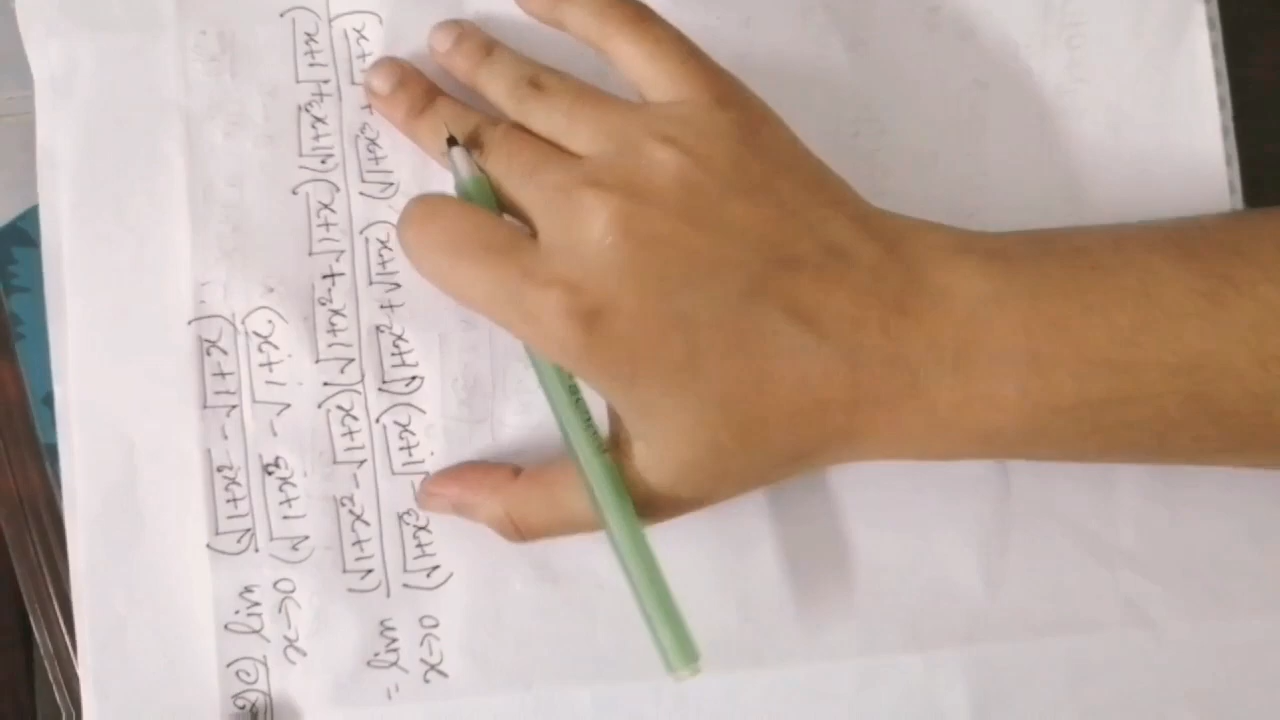 2) c) lim (√1+x² - √1+x)
x→0 (√1+x³ - √1+x)
= lim (√1+x² - √1+x)(√1+x² + √1+x)(√1+x³ + √1+x)
x→0 (√1+x³ - √1+x)(√1+x² + √1+x)(√1+x³ + √1+x)